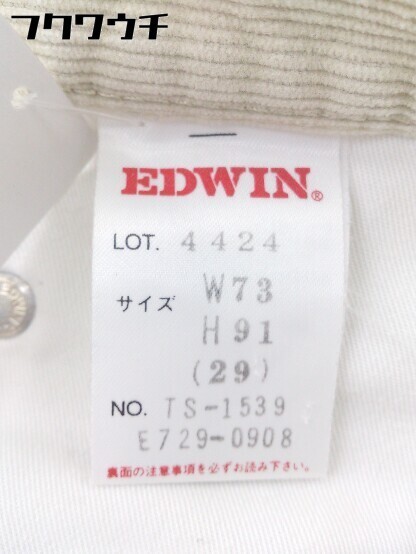 フクワウチ
EDWIN®
LOT. 4424
サイズ W73
H91
(29)
NO. TS-1539
E729-0908
裏面の注意事項を必ずお読み下さい。